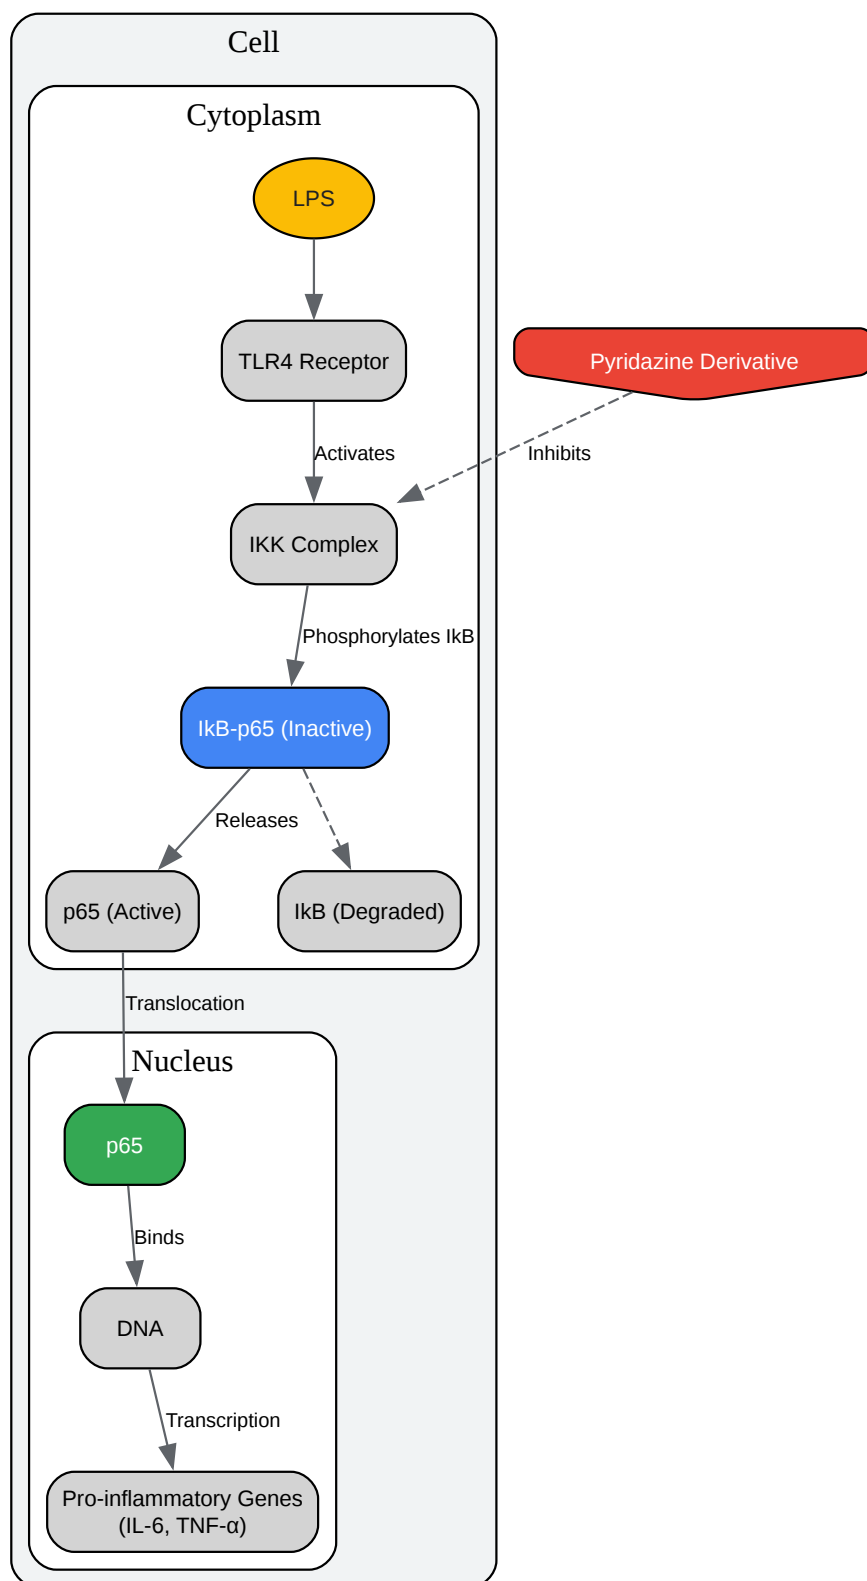 Cell
Cytoplasm
LPS
TLR4 Receptor
Pyridazine Derivative
Activates
Inhibits
IKK Complex
Phosphorylates IkB
IkB-p65 (Inactive)
Releases
p65 (Active)
IkB (Degraded)
Translocation
Nucleus
p65
Binds
DNA
Transcription
Pro-inflammatory Genes
(IL-6, TNF-α)